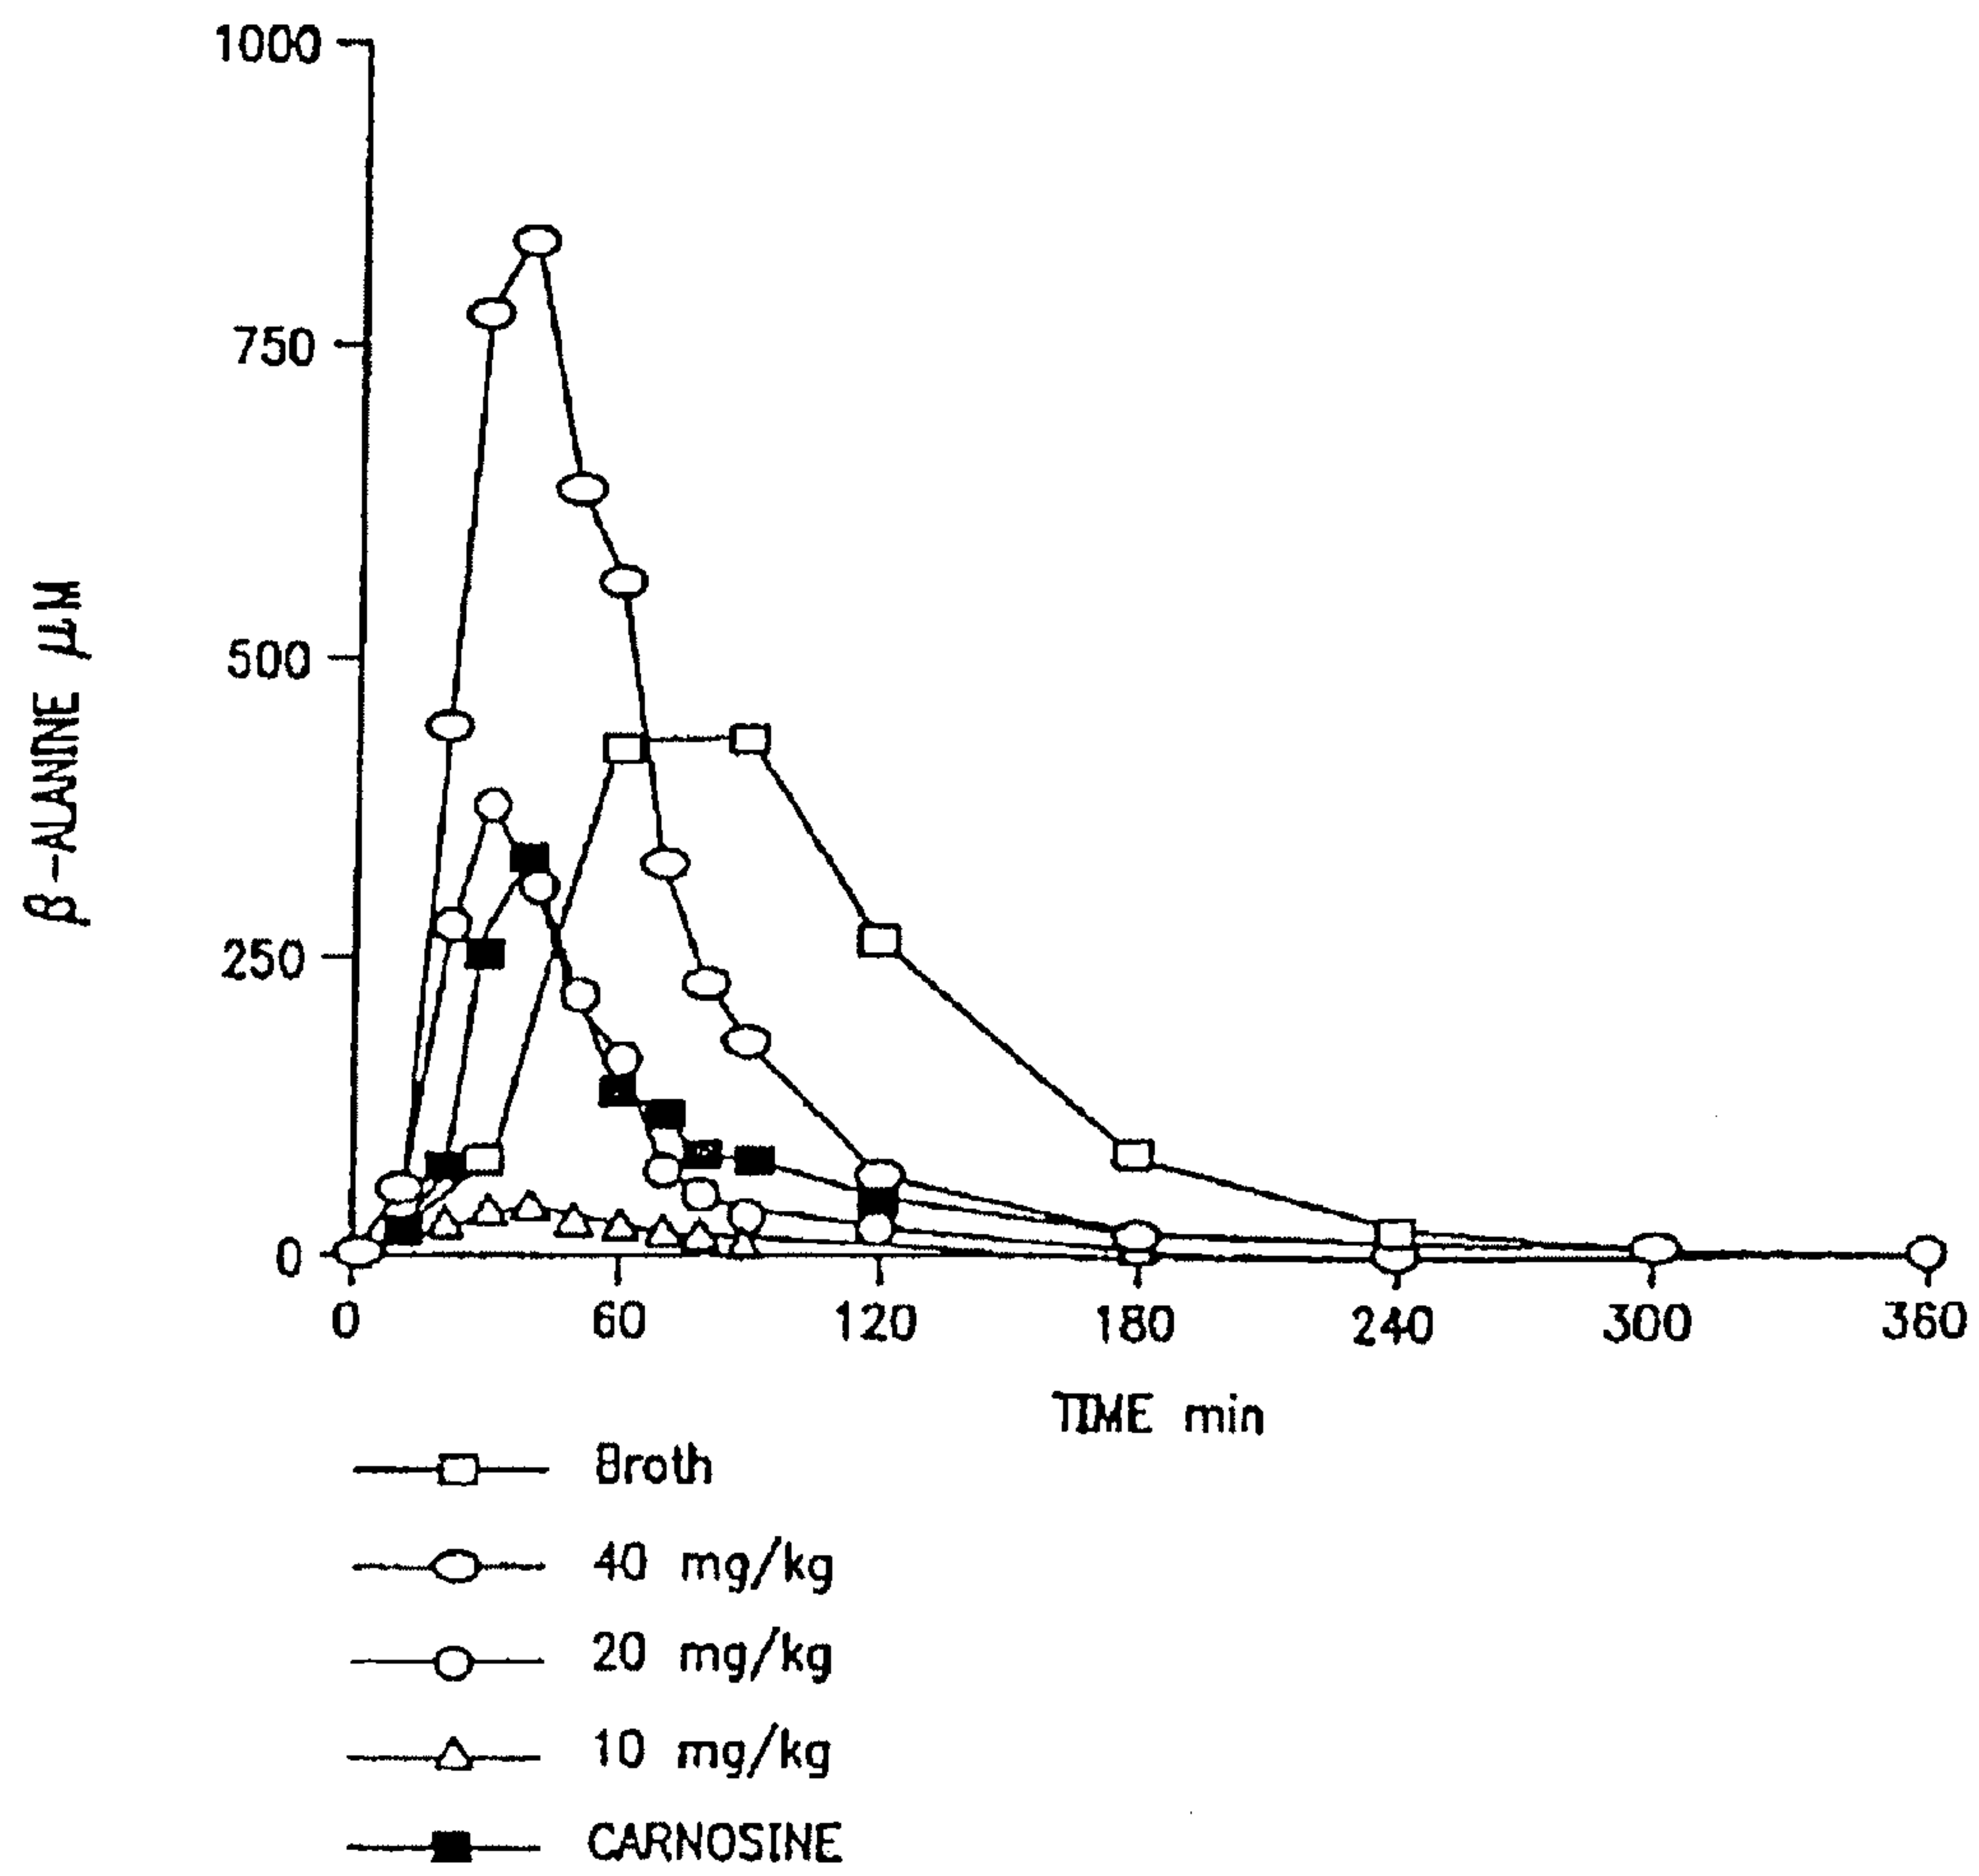 1000
750
500
250
0
β-ALANINE μM
0 60 120 180 240 300 360
TIME min
Broth
40 mg/kg
20 mg/kg
10 mg/kg
CARNOSINE